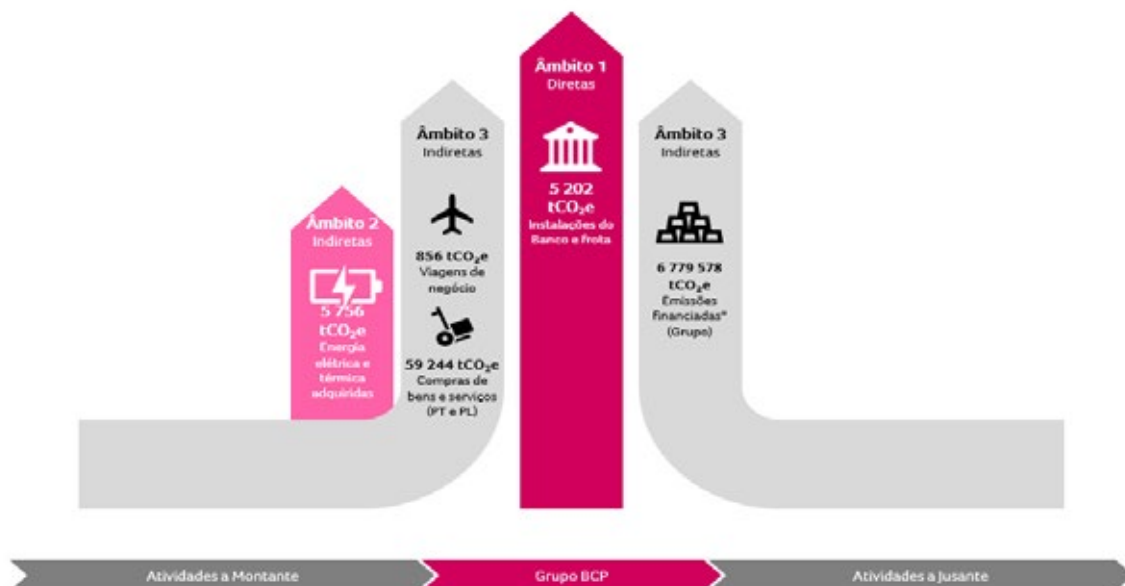 Âmbito 1
Diretas
5 202
tCO₂e
Instalações do
Banco e frota
Âmbito 3
Indiretas
856 tCO₂e
Viagens de
negócio
59 244 tCO₂e
Compras de
bens e serviços
(PT e PL)
Âmbito 3
Indiretas
6 779 578
tCO₂e
Emissões
financiadas*
(Grupo)
Âmbito 2
Indiretas
5 756
tCO₂e
Energia
elétrica e
térmica
adquiridas
Atividades a Montante
Grupo BCP
Atividades a Jusante